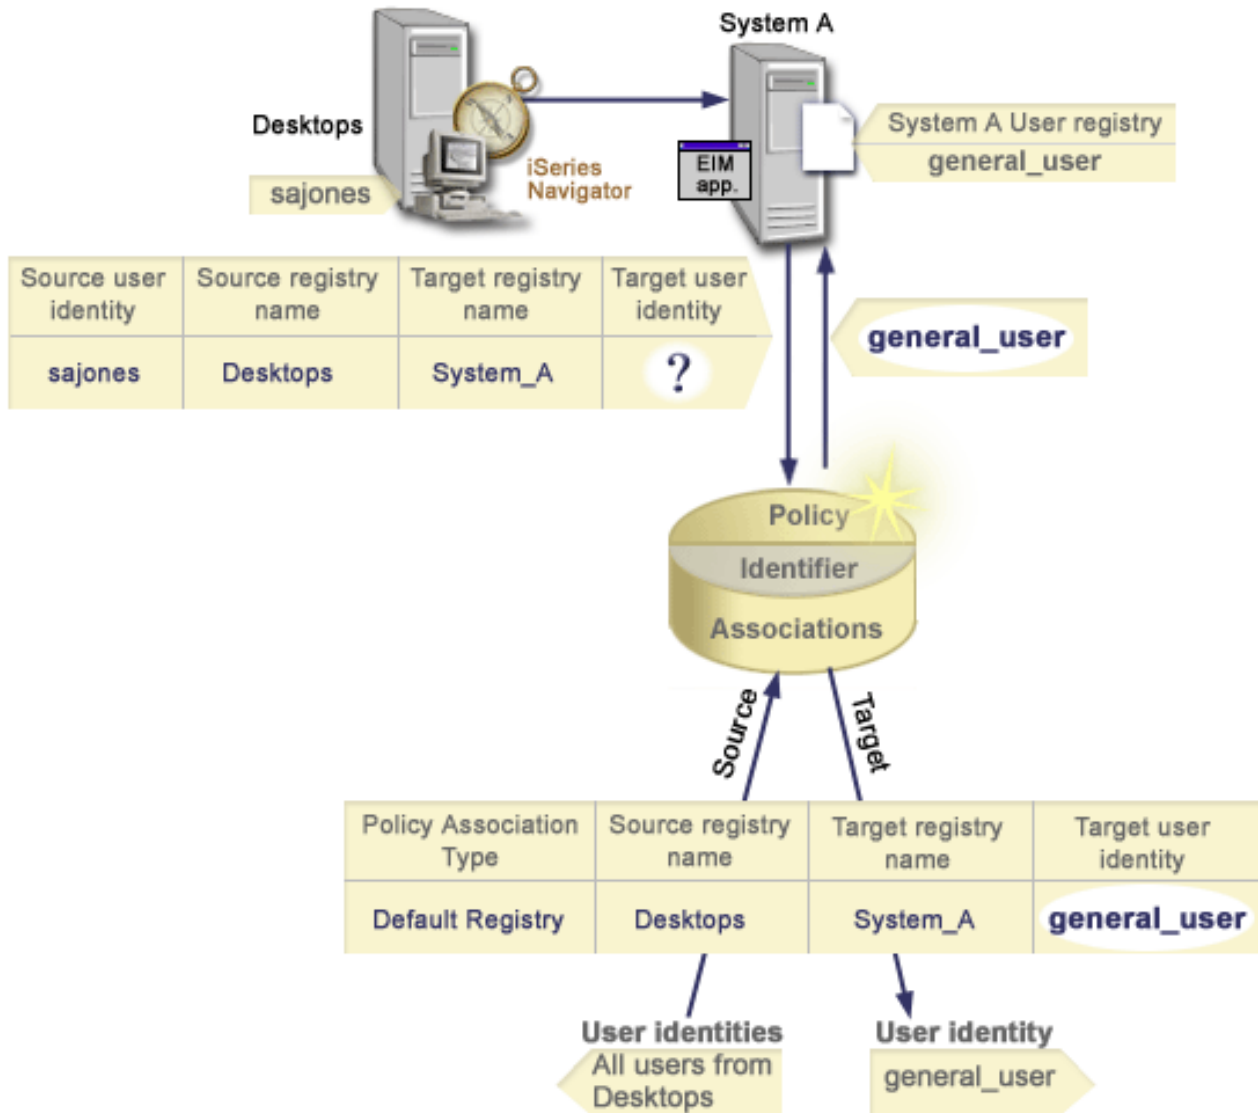 System A
Desktops
sajones
iSeries
Navigator
EIM
app.
System A User registry
general_user
Source user
identity
Source registry
name
Target registry
name
Target user
identity
sajones
Desktops
System_A
?
general_user
Policy
Identifier
Associations
Source
Target
Policy Association
Type
Source registry
name
Target registry
name
Target user
identity
Default Registry
Desktops
System_A
general_user
User identities
All users from
Desktops
User identity
general_user